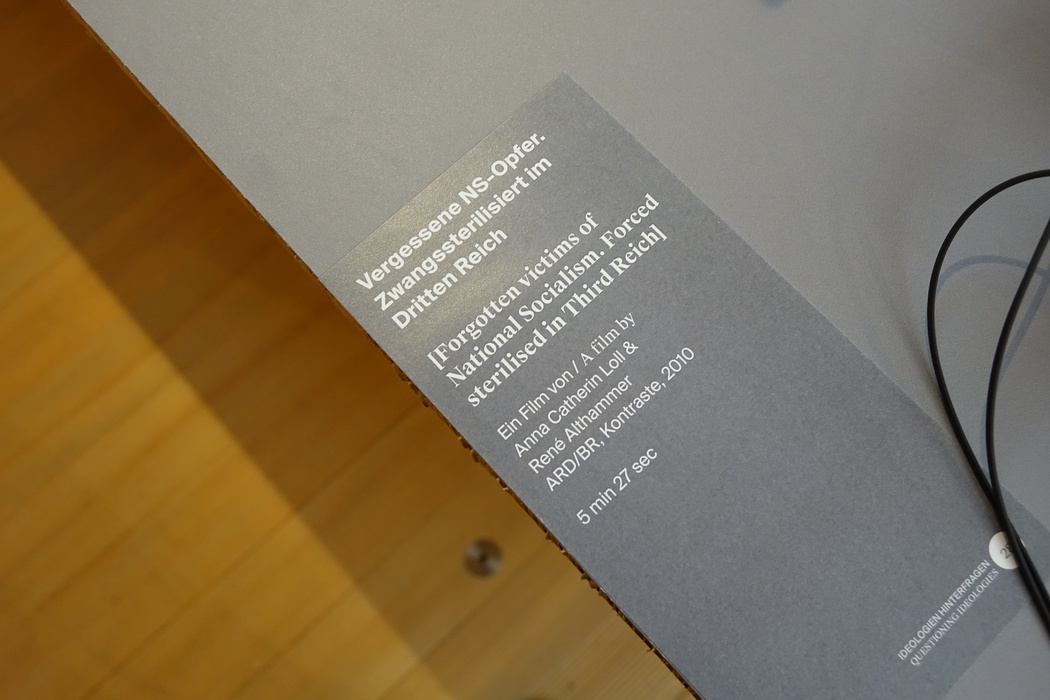 Vergessene NS-Opfer.
Zwangssterilisiert im
Dritten Reich
[Forgotten victims of
National Socialism. Forced
sterilised in Third Reich]
Ein Film von / A film by
Anna Catherin Loll &
René Althammer
ARD/BR, Kontraste, 2010
5 min 27 sec
IDEOLOGIEN HINTERFRAGEN
QUESTIONING IDEOLOGIES